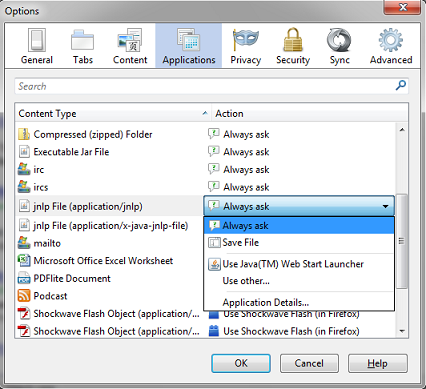 Options
General Tabs Content Applications Privacy Security Sync Advanced
Search
Content Type Action
Compressed (zipped) Folder Always ask
Executable Jar File Always ask
irc Always ask
ircs Always ask
jnlp File (application/jnlp) Always ask
jnlp File (application/x-java-jnlp-file) Always ask
mailto Save File
Microsoft Office Excel Worksheet Use Java(TM) Web Start Launcher
PDFlite Document Use other...
Podcast Application Details...
Shockwave Flash Object (application/... Use Shockwave Flash (in Firefox)
Shockwave Flash Object (application/... Use Shockwave Flash (in Firefox)
OK Cancel Help